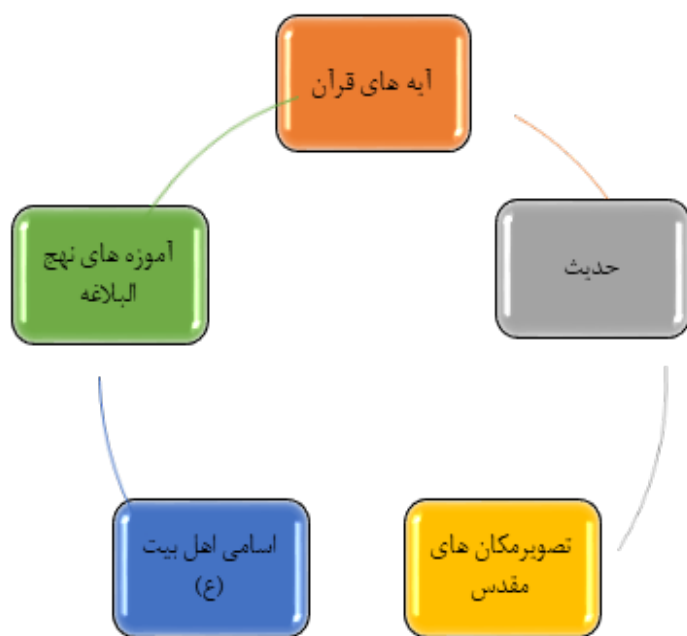 آیه های قرآن
حدیث
آموزه های نهج
البلاغه
تصویرمکان های
مقدس
اسامی اهل بیت
(ع)